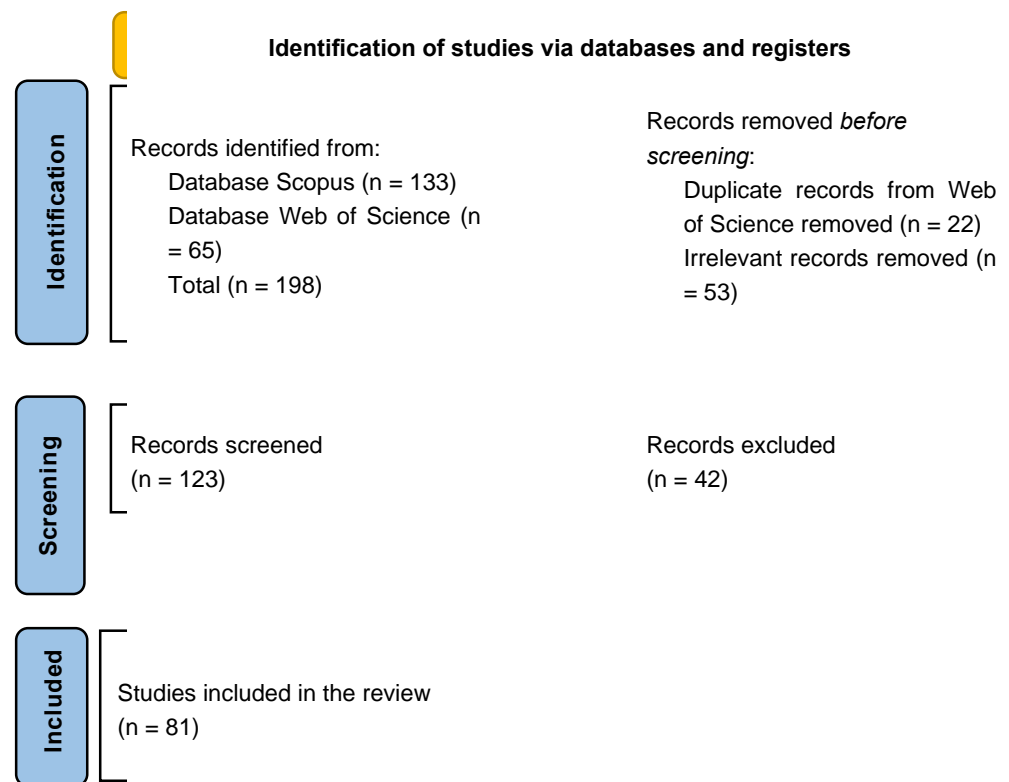 Identification of studies via databases and registers
Identification
Records identified from:
Database Scopus (n = 133)
Database Web of Science (n
= 65)
Total (n = 198)
Records removed before
screening:
Duplicate records from Web
of Science removed (n = 22)
Irrelevant records removed (n
= 53)
Screening
Records screened
(n = 123)
Records excluded
(n = 42)
Included
Studies included in the review
(n = 81)